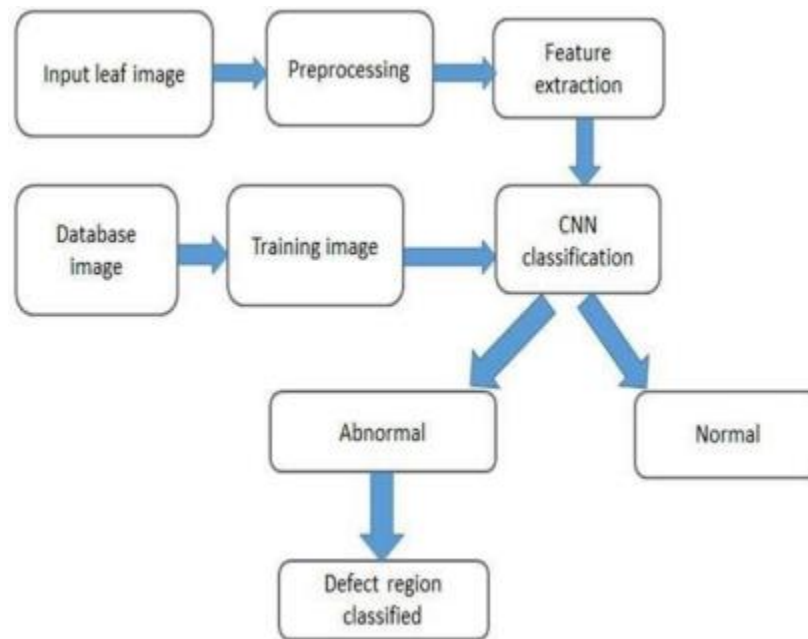 Input leaf image
Preprocessing
Feature
extraction
Database
image
Training image
CNN
classification
Abnormal
Normal
Defect region
classified